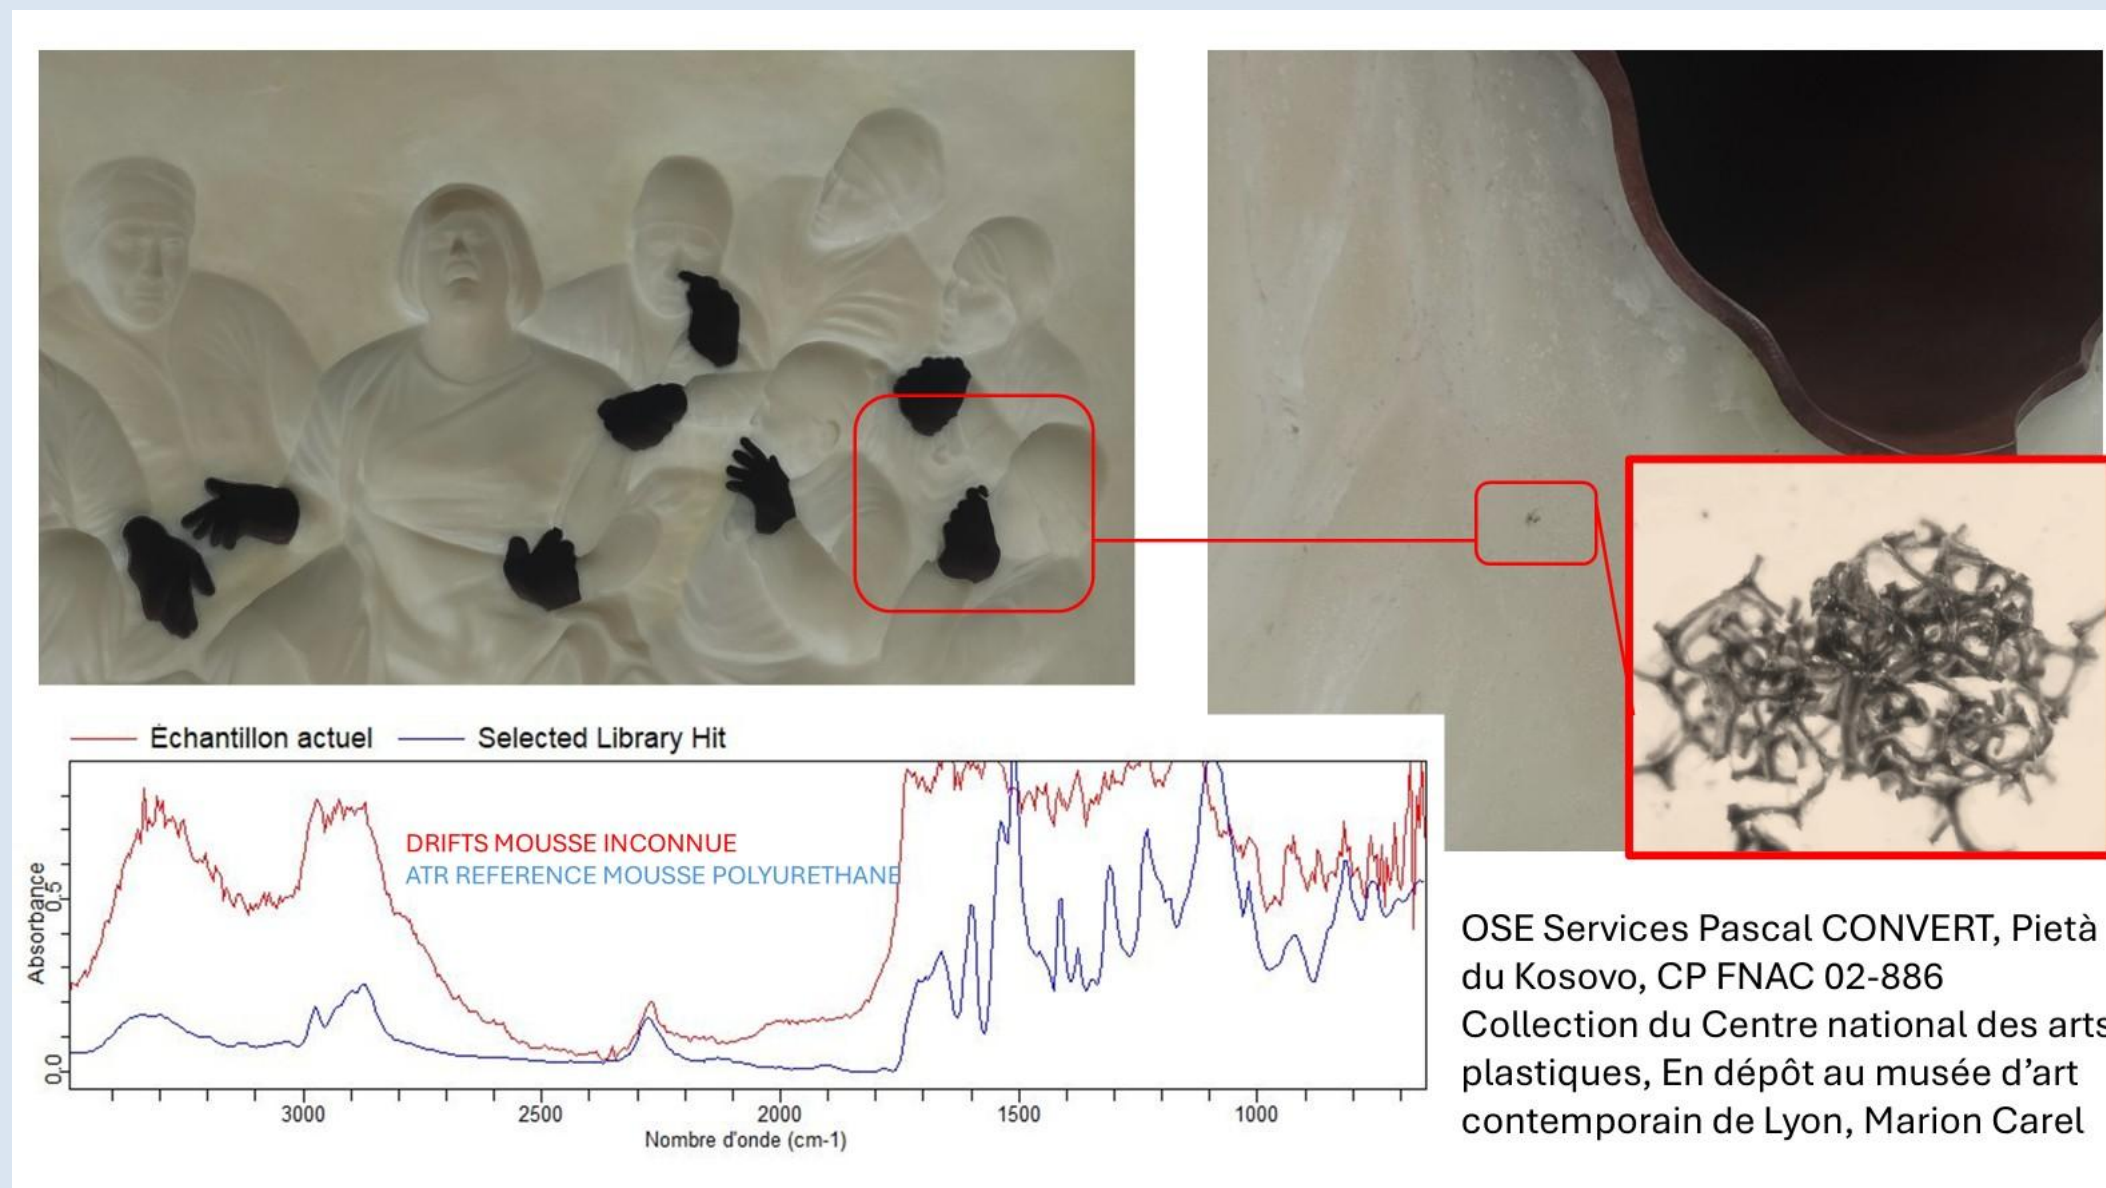 Échantillon actuel
Selected Library Hit
DRIFTS MOUSSE INCONNUE
ATR REFERENCE MOUSSE POLYURETHANE
Absorbance
0,5
0,0
3000 2500 2000 1500 1000
Nombre d'onde (cm-1)
OSE Services Pascal CONVERT, Pietà
du Kosovo, CP FNAC 02-886
Collection du Centre national des arts
plastiques, En dépôt au musée d'art
contemporain de Lyon, Marion Carel